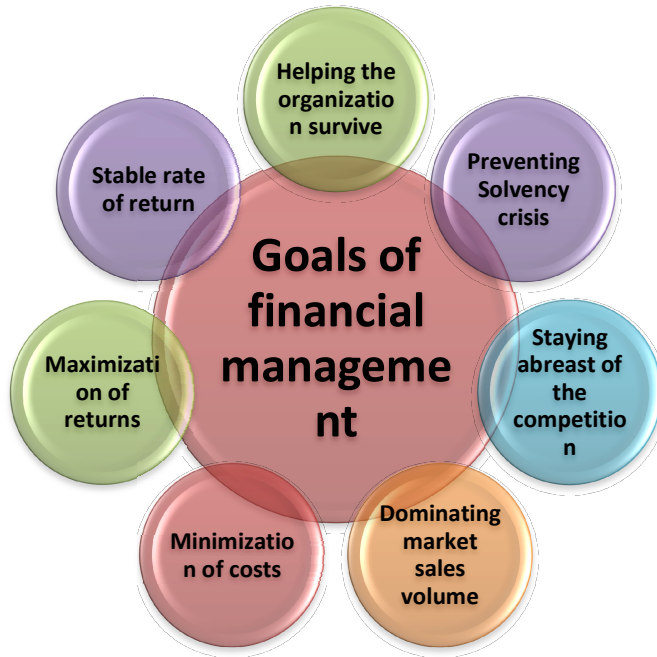 Helping the
organizatio
n survive
Preventing
Solvency
crisis
Staying
abreast of
the
competitio
n
Dominating
market
sales
volume
Minimizatio
n of costs
Maximizati
on of
returns
Stable rate
of return
Goals of
financial
manageme
nt